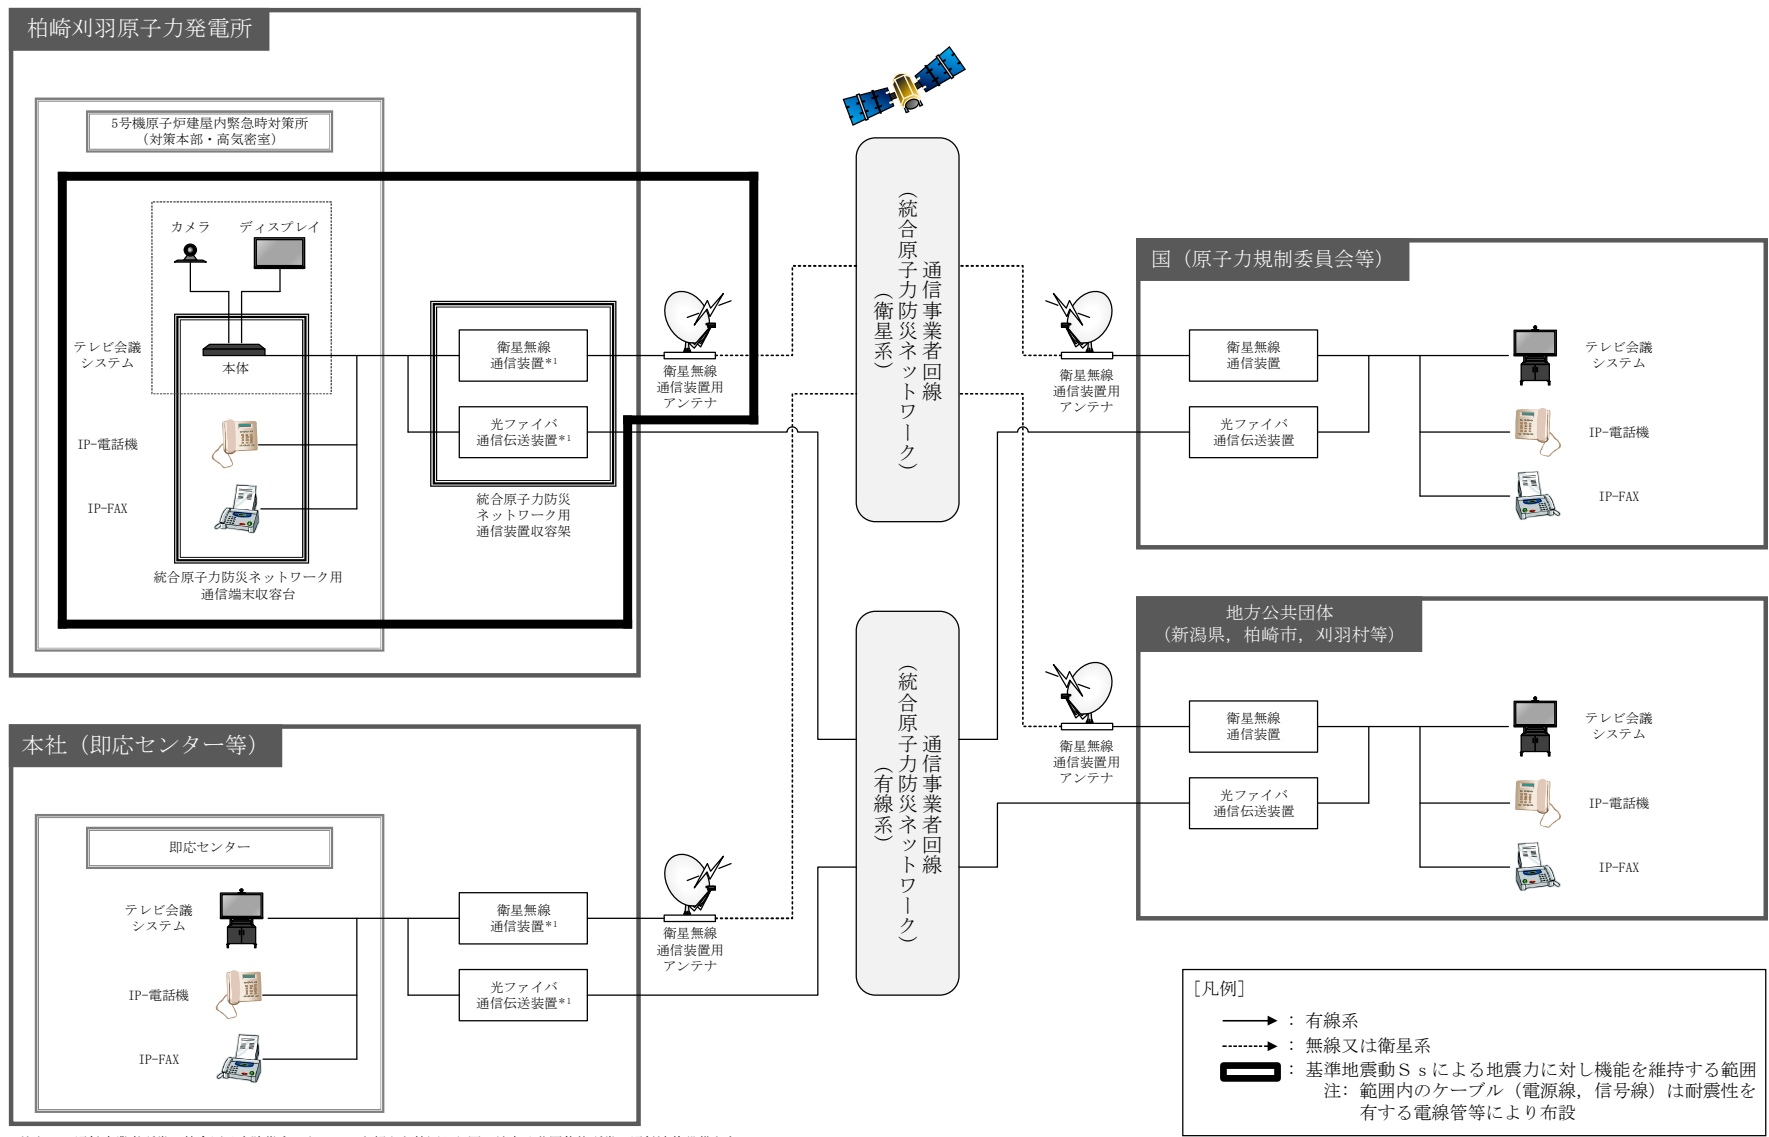 柏崎刈羽原子力発電所
5号機原子炉建屋内緊急時対策所
（対策本部・高気密室）
カメラ
ディスプレイ
テレビ会議
システム
本体
IP-電話機
IP-FAX
統合原子力防災ネットワーク用
通信端末収容台
衛星無線
通信装置*1
光ファイバ
通信伝送装置*1
統合原子力防災
ネットワーク用
通信装置収容架
衛星無線
通信装置用
アンテナ
通信事業者回線
（統合原子力防災ネットワーク）
（衛星系）
衛星無線
通信装置用
アンテナ
国（原子力規制委員会等）
衛星無線
通信装置
光ファイバ
通信伝送装置
テレビ会議
システム
IP-電話機
IP-FAX
本社（即応センター等）
即応センター
テレビ会議
システム
IP-電話機
IP-FAX
衛星無線
通信装置*1
光ファイバ
通信伝送装置*1
衛星無線
通信装置用
アンテナ
通信事業者回線
（統合原子力防災ネットワーク）
（有線系）
衛星無線
通信装置用
アンテナ
地方公共団体
（新潟県，柏崎市，刈羽村等）
衛星無線
通信装置
光ファイバ
通信伝送装置
テレビ会議
システム
IP-電話機
IP-FAX
［凡例］
：有線系
：無線又は衛星系
：基準地震動Ｓｓによる地震力に対し機能を維持する範囲
注：範囲内のケーブル（電源線，信号線）は耐震性を
有する電線管等により布設